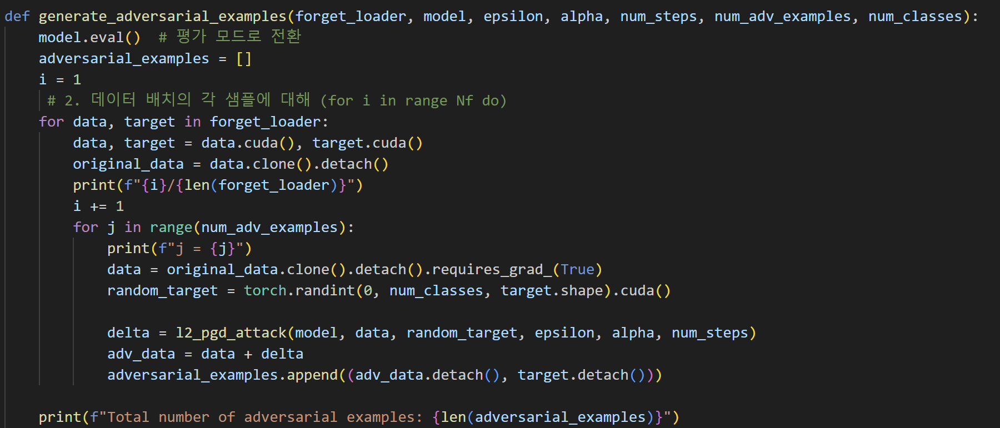 def generate_adversarial_examples(forget_loader, model, epsilon, alpha, num_steps, num_adv_examples, num_classes):
    model.eval()  # 평가 모드로 전환
    adversarial_examples = []
    i = 1
     # 2. 데이터 배치의 각 샘플에 대해 (for i in range Nf do)
    for data, target in forget_loader:
        data, target = data.cuda(), target.cuda()
        original_data = data.clone().detach()
        print(f"{i}/{len(forget_loader)}")
        i += 1
        for j in range(num_adv_examples):
            print(f"j = {j}")
            data = original_data.clone().detach().requires_grad_(True)
            random_target = torch.randint(0, num_classes, target.shape).cuda()
            delta = l2_pgd_attack(model, data, random_target, epsilon, alpha, num_steps)
            adv_data = data + delta
            adversarial_examples.append((adv_data.detach(), target.detach()))
    print(f"Total number of adversarial examples: {len(adversarial_examples)}")